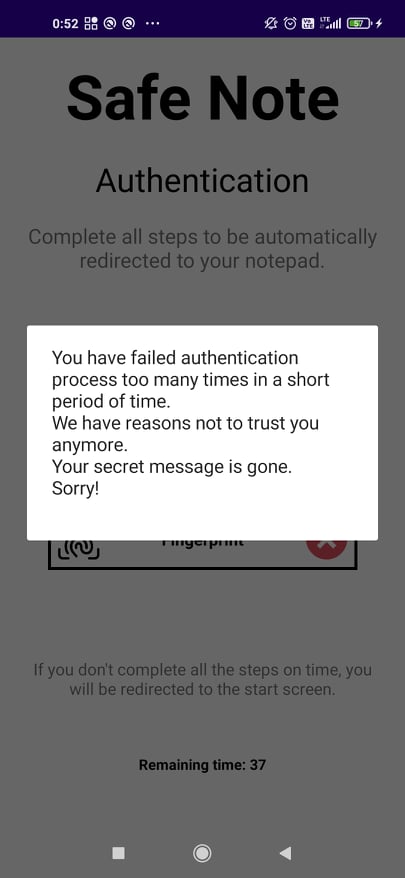 0:52
LTE
57
Safe Note
Authentication
Complete all steps to be automatically
redirected to your notepad.
You have failed authentication
process too many times in a short
period of time.
We have reasons not to trust you
anymore.
Your secret message is gone.
Sorry!
Fingerprint
If you don't complete all the steps on time, you
will be redirected to the start screen.
Remaining time: 37